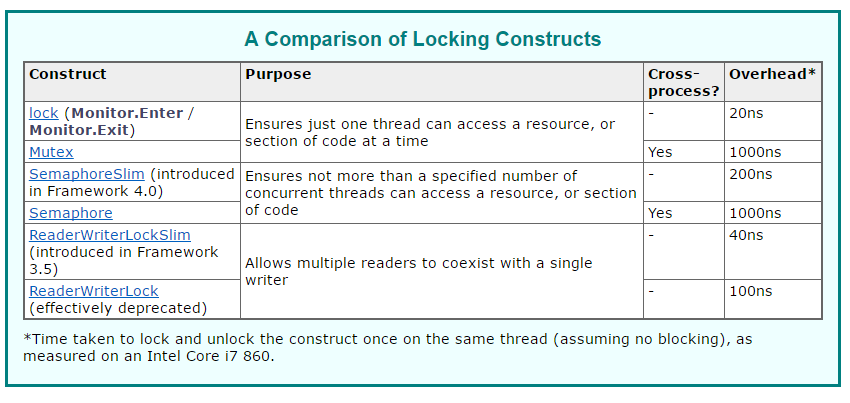 A Comparison of Locking Constructs
Construct
Purpose
Cross-
process?
Overhead*
lock (Monitor.Enter /
Monitor.Exit)
Ensures just one thread can access a resource, or
section of code at a time
-
20ns
Mutex
Yes
1000ns
SemaphoreSlim (introduced
in Framework 4.0)
Ensures not more than a specified number of
concurrent threads can access a resource, or section
of code
-
200ns
Semaphore
Yes
1000ns
ReaderWriterLockSlim
(introduced in Framework
3.5)
Allows multiple readers to coexist with a single
writer
-
40ns
ReaderWriterLock
(effectively deprecated)
-
100ns
*Time taken to lock and unlock the construct once on the same thread (assuming no blocking), as
measured on an Intel Core i7 860.